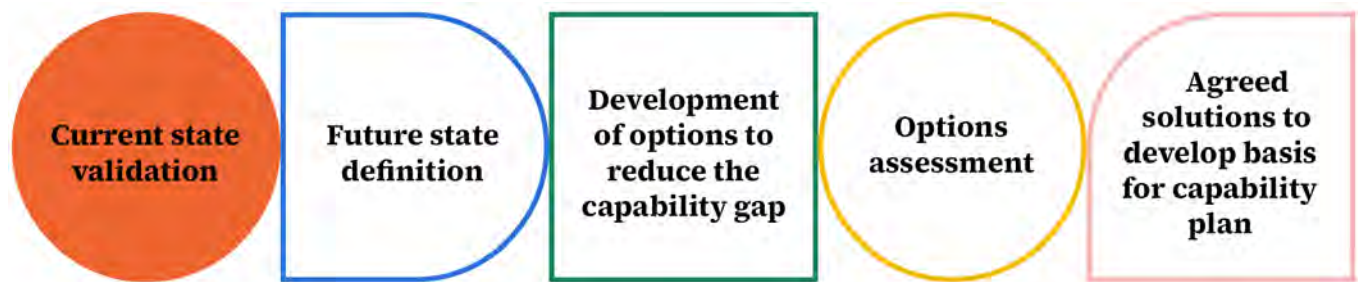 Current state
validation
Future state
definition
Development
of options to
reduce the
capability gap
Options
assessment
Agreed
solutions to
develop basis
for capability
plan